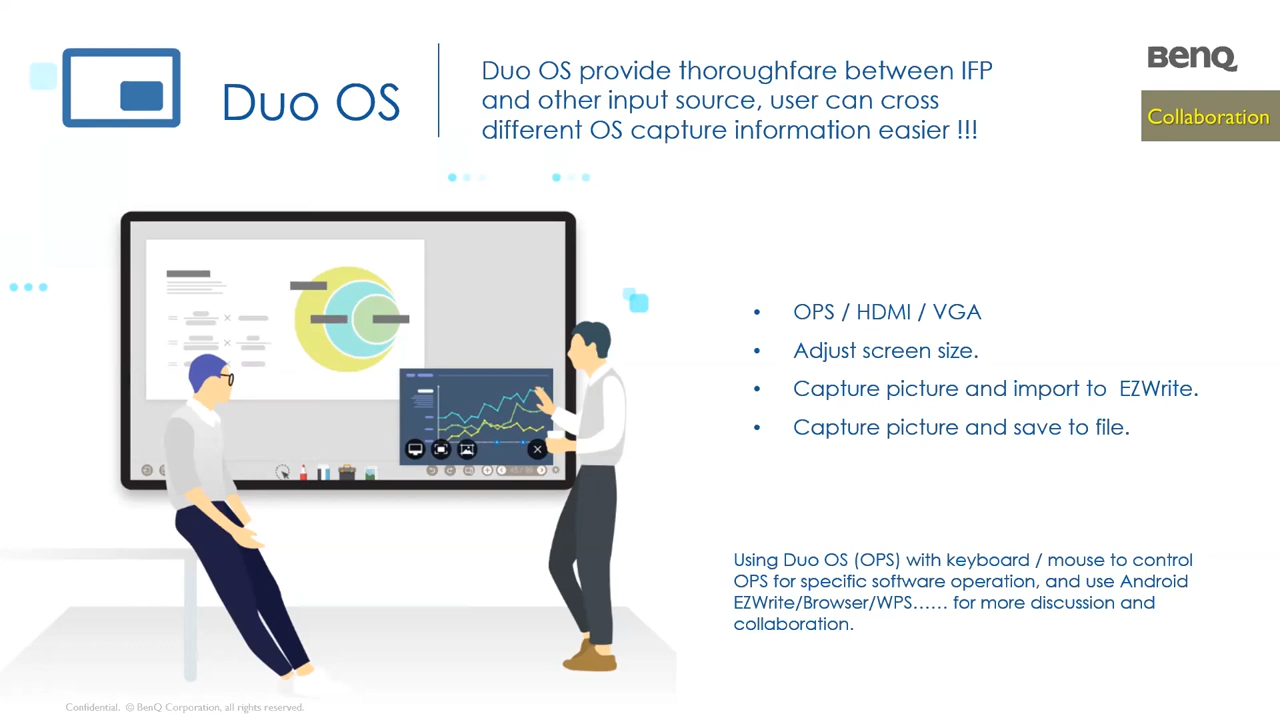 Duo OS
Duo OS provide thoroughfare between IFP
and other input source, user can cross
different OS capture information easier !!!
BenQ
Collaboration
• OPS / HDMI / VGA
• Adjust screen size.
• Capture picture and import to EZWrite.
• Capture picture and save to file.
Using Duo OS (OPS) with keyboard / mouse to control
OPS for specific software operation, and use Android
EZWrite/Browser/WPS...... for more discussion and
collaboration.
Confidential. © BenQ Corporation, all rights reserved.